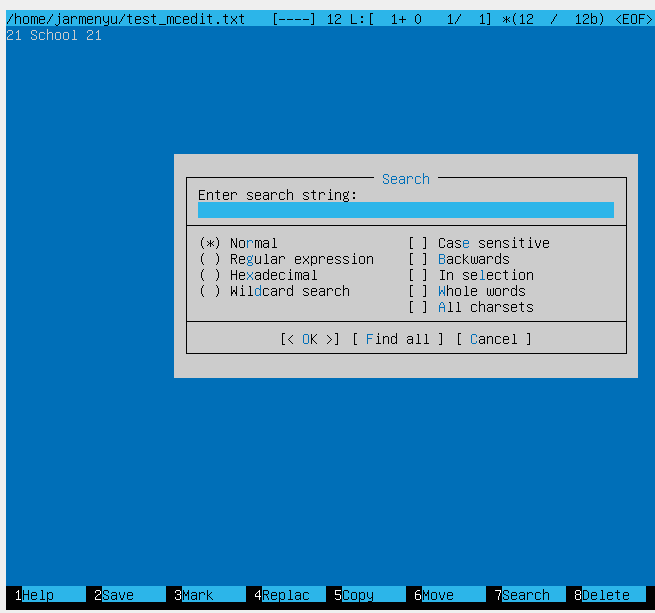 /home/jarmenyu/test_mcedit.txt [----] 12 L:[ 1+ 0 1/ 1] *(12 / 12b) <EOF>
21 School 21
Search
Enter search string:
(*) Normal [ ] Case sensitive
( ) Regular expression [ ] Backwards
( ) Hexadecimal [ ] In selection
( ) Wildcard search [ ] Whole words
[ ] All charsets
[< OK >] [ Find all ] [ Cancel ]
1Help 2Save 3Mark 4Replac 5Copy 6Move 7Search 8Delete